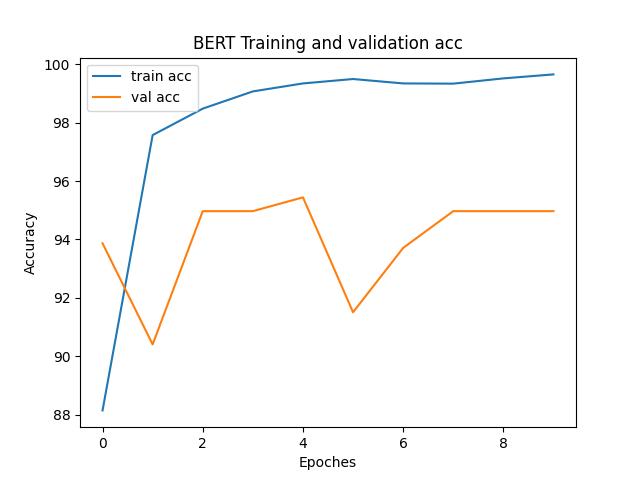 BERT Training and validation acc
train acc
val acc
100
98
96
94
92
90
88
Accuracy
0 2 4 6 8
Epoches